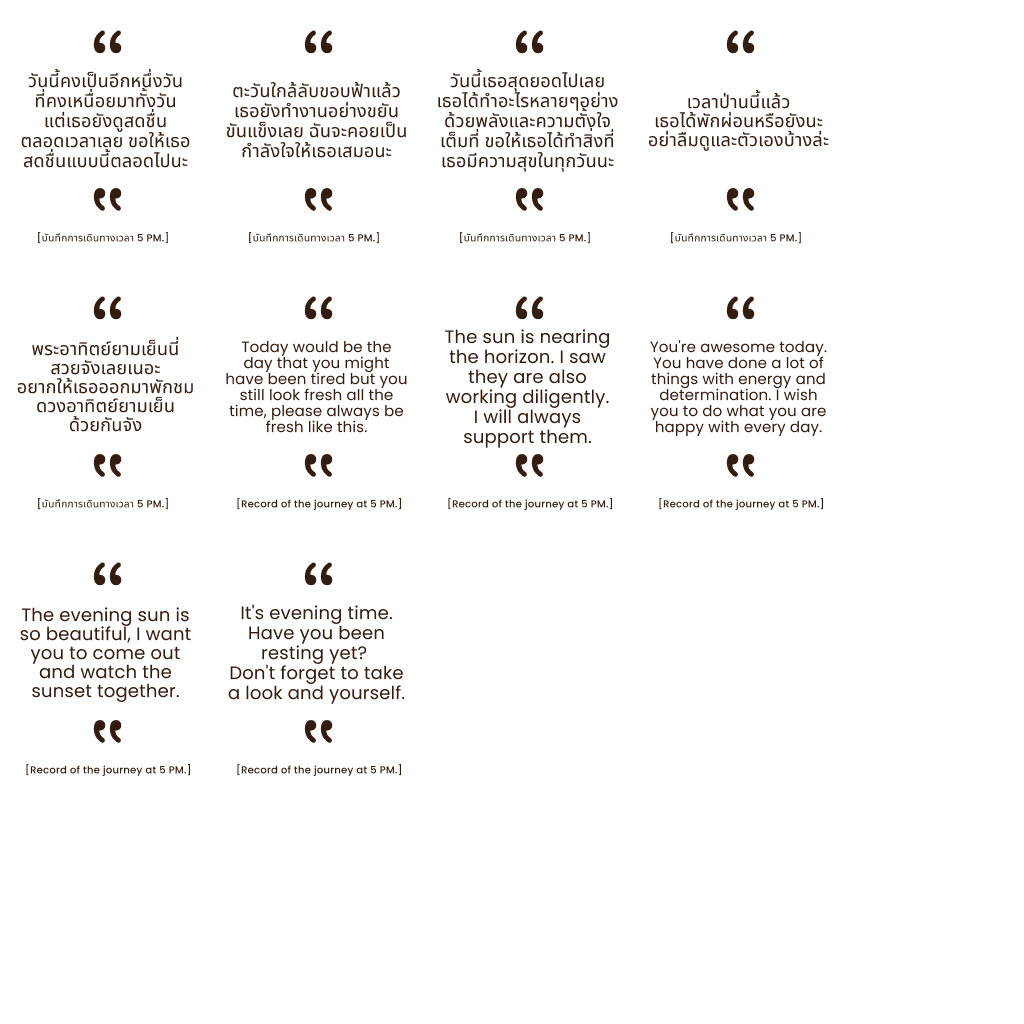 “
วันนี้คงเป็นอีกหนึ่งวัน
ที่คงเหนื่อยมาทั้งวัน
แต่เธอยังดูสดชื่น
ตลอดเวลาเลย ขอให้เธอ
สดชื่นแบบนี้ตลอดไปนะ
”
[บันทึกการเดินทางเวลา 5 PM.]
“
ตะวันใกล้ลับขอบฟ้าแล้ว
เธอยังทำงานอย่างขยัน
ขันแข็งเลย ฉันจะคอยเป็น
กำลังใจให้เธอเสมอนะ
”
[บันทึกการเดินทางเวลา 5 PM.]
“
วันนี้เธอสุดยอดไปเลย
เธอได้ทำอะไรหลายๆอย่าง
ด้วยพลังและความตั้งใจ
เต็มที่ ขอให้เธอได้ทำสิ่งที่
เธอมีความสุขในทุกวันนะ
”
[บันทึกการเดินทางเวลา 5 PM.]
“
เวลาป่านนี้แล้ว
เธอได้พักผ่อนหรือยังนะ
อย่าลืมดูและตัวเองบ้างล่ะ
”
[บันทึกการเดินทางเวลา 5 PM.]
“
พระอาทิตย์ยามเย็นนี่
สวยจังเลยเนอะ
อยากให้เธอออกมาพักชม
ดวงอาทิตย์ยามเย็น
ด้วยกันจัง
”
[บันทึกการเดินทางเวลา 5 PM.]
“
Today would be the
day that you might
have been tired but you
still look fresh all the
time, please always be
fresh like this.
”
[Record of the journey at 5 PM.]
“
The sun is nearing
the horizon. I saw
they are also
working diligently.
I will always
support them.
”
[Record of the journey at 5 PM.]
“
You're awesome today.
You have done a lot of
things with energy and
determination. I wish
you to do what you are
happy with every day.
”
[Record of the journey at 5 PM.]
“
The evening sun is
so beautiful, I want
you to come out
and watch the
sunset together.
”
[Record of the journey at 5 PM.]
“
It's evening time.
Have you been
resting yet?
Don't forget to take
a look and yourself.
”
[Record of the journey at 5 PM.]